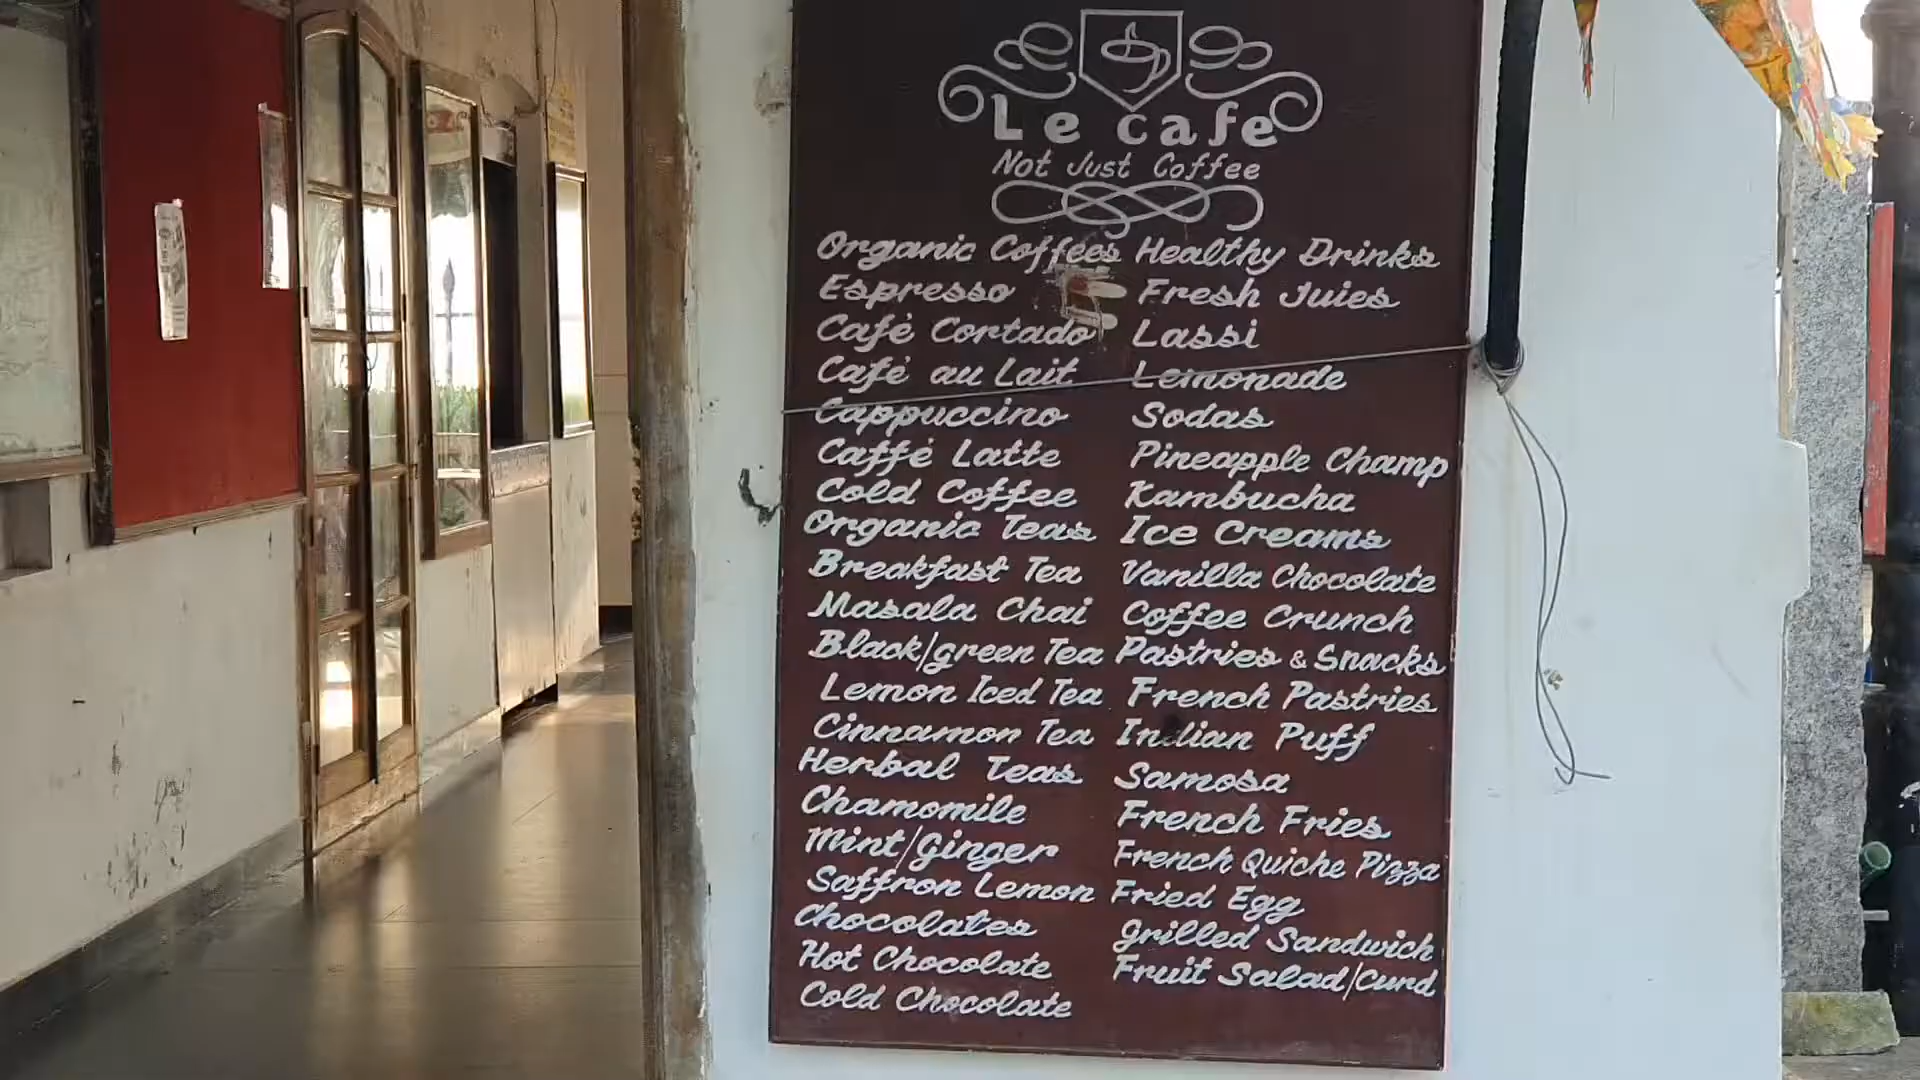 Le cafe
Not Just Coffee
Organic Coffees
Espresso
Café Cortado
Café au Lait
Cappuccino
Caffé Latte
Cold Coffee
Organic Teas
Breakfast Tea
Masala Chai
Black/green Tea
Lemon Iced Tea
Cinnamon Tea
Herbal Teas
Chamomile
Mint/Ginger
Saffron Lemon
Chocolates
Hot Chocolate
Cold Chocolate
Healthy Drinks
Fresh Juies
Lassi
Lemonade
Sodas
Pineapple Champ
Kambucha
Ice Creams
Vanilla Chocolate
Coffee Crunch
Pastries & Snacks
French Pastries
Indian Puff
Samosa
French Fries
French Quiche Pizza
Fried Egg
Grilled Sandwich
Fruit Salad/Curd